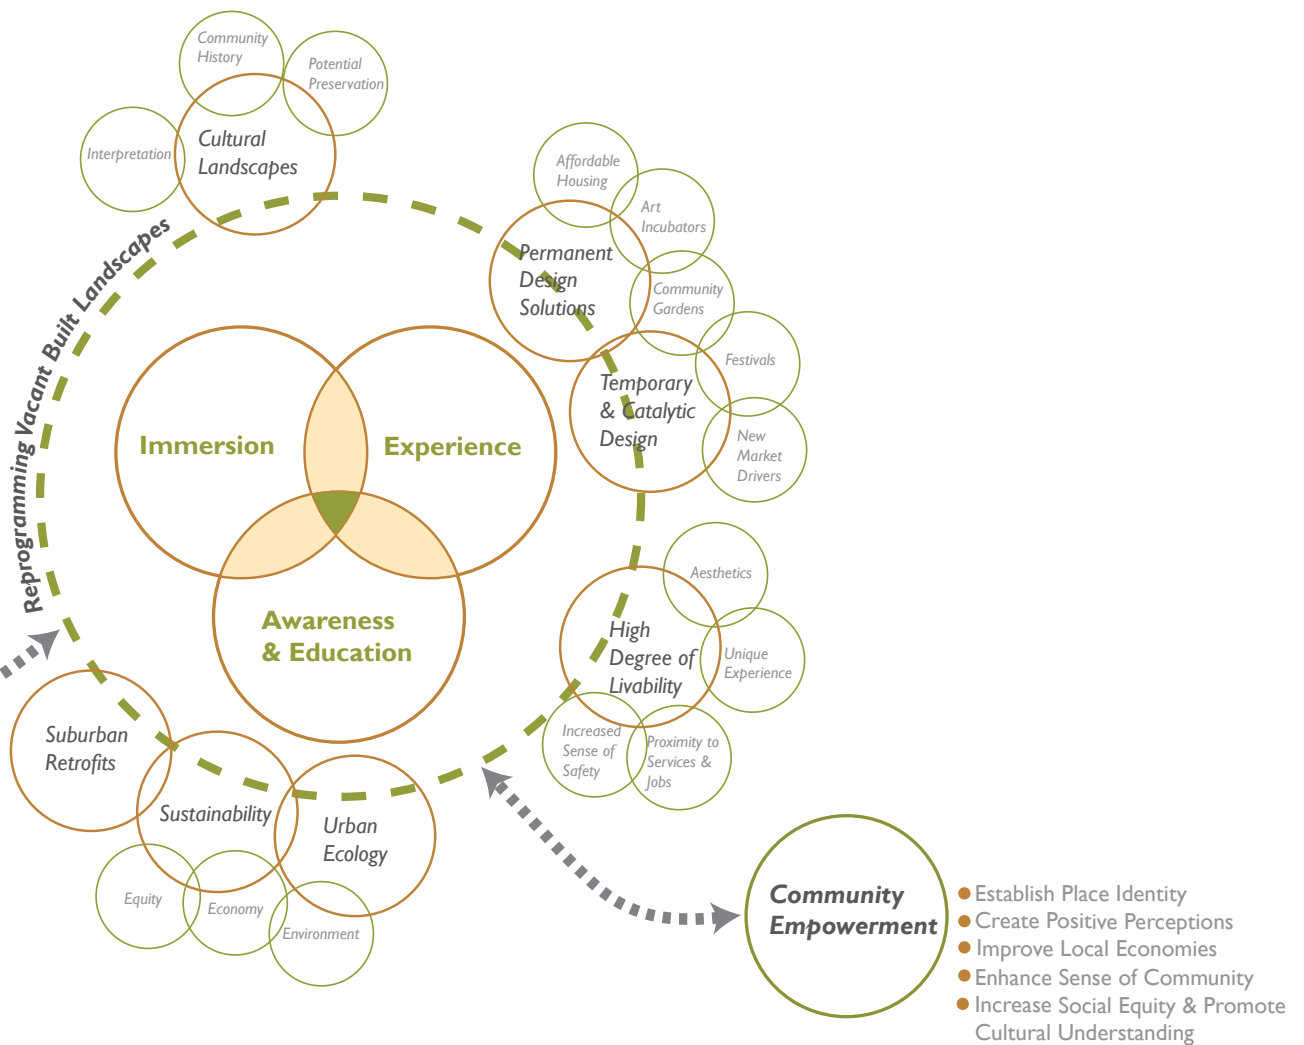 Community
History
Potential
Preservation
Interpretation
Cultural
Landscapes
Reprogramming Vacant Built Landscapes
Affordable
Housing
Art
Incubators
Permanent
Design
Solutions
Community
Gardens
Festivals
Temporary
& Catalytic
Design
New
Market
Drivers
Immersion
Experience
Awareness
& Education
Aesthetics
High
Degree of
Livability
Unique
Experience
Increased
Sense of
Safety
Proximity to
Services &
Jobs
Suburban
Retrofits
Sustainability
Urban
Ecology
Equity
Economy
Environment
Community
Empowerment
Establish Place Identity
Create Positive Perceptions
Improve Local Economies
Enhance Sense of Community
Increase Social Equity & Promote
Cultural Understanding